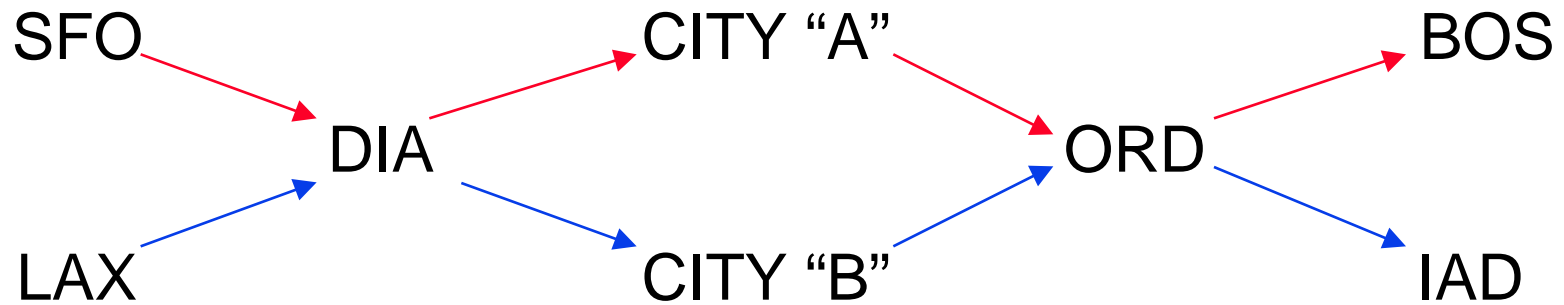 SFO CITY “A” BOS
DIA ORD
LAX CITY “B” IAD